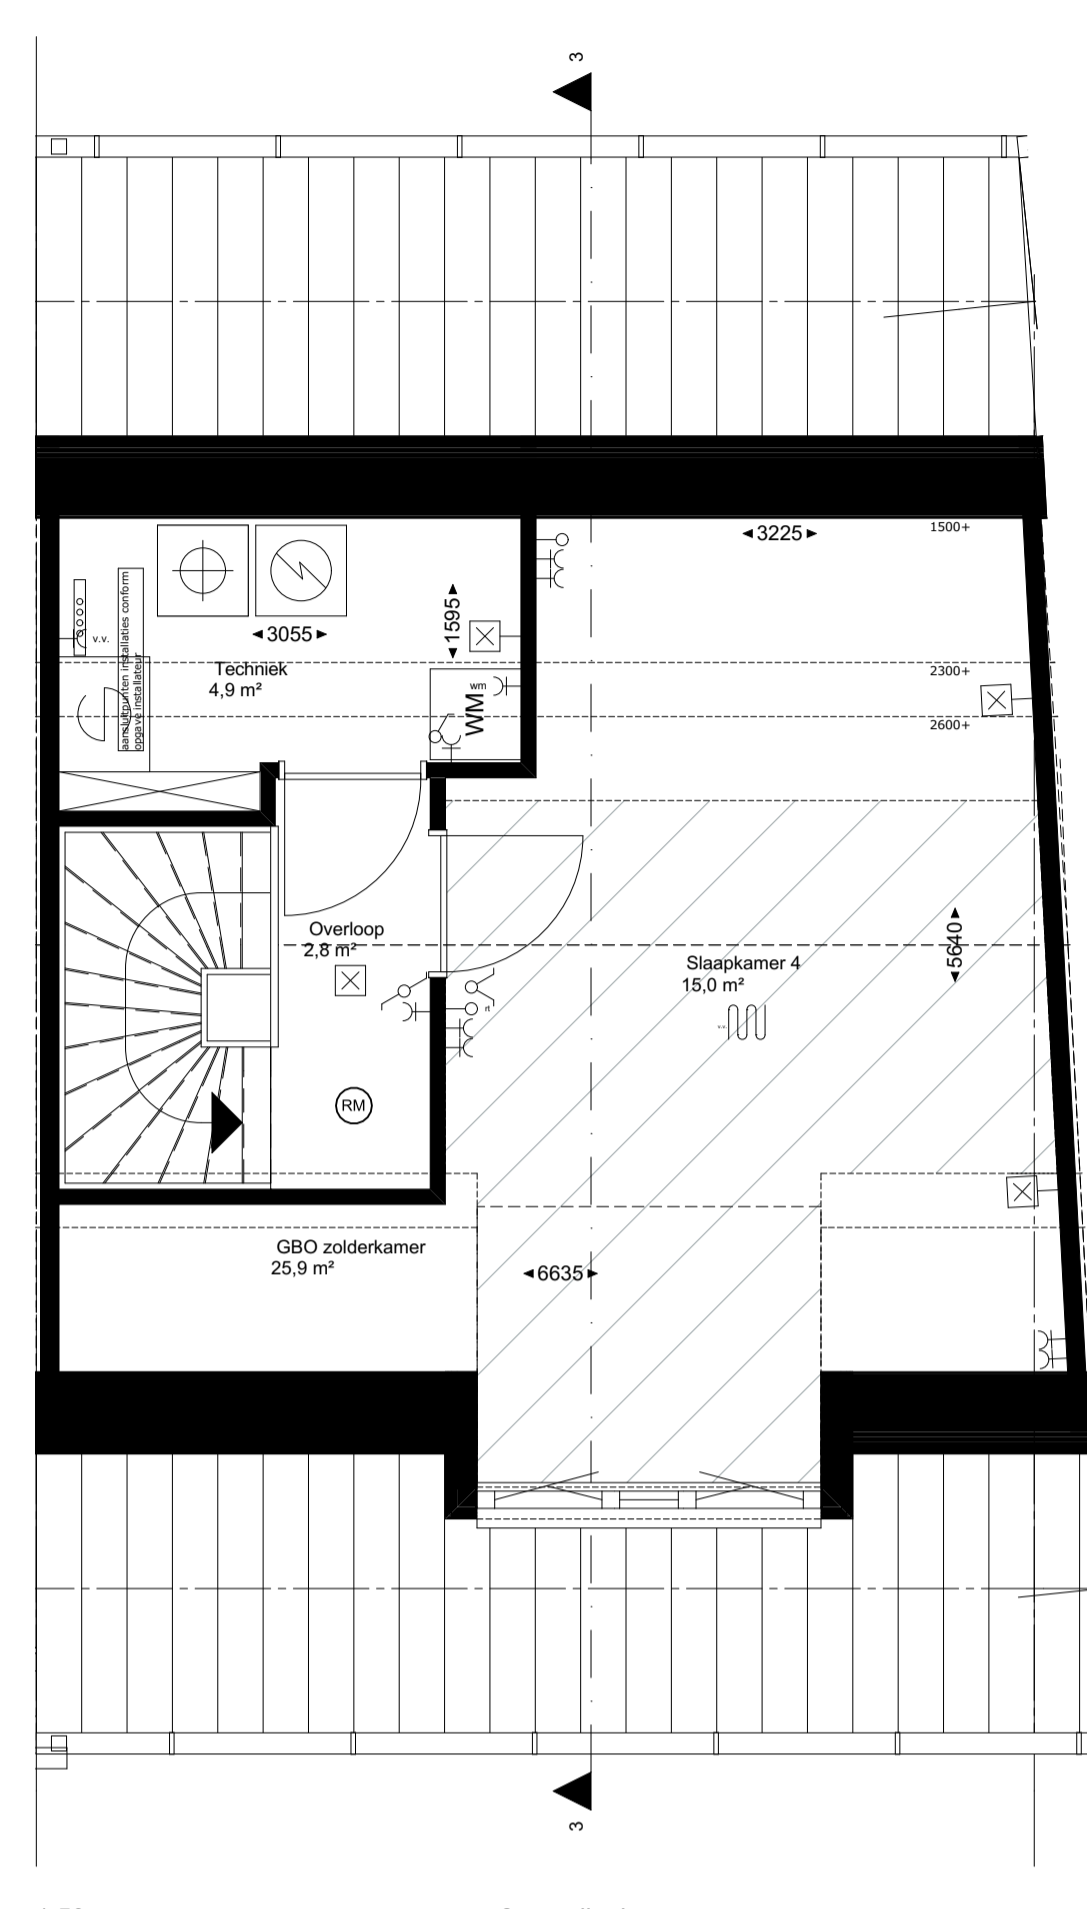 3
1500+
3225
aansluitpunten installaties conform
opgave installateur
v.v.
3055
1595
Techniek
4,9 m²
wm
WM
2300+
2600+
Overloop
2,8 m²
5640
Slaapkamer 4
15,0 m²
rt
v.v.
RM
GBO zolderkamer
25,9 m²
6635
3